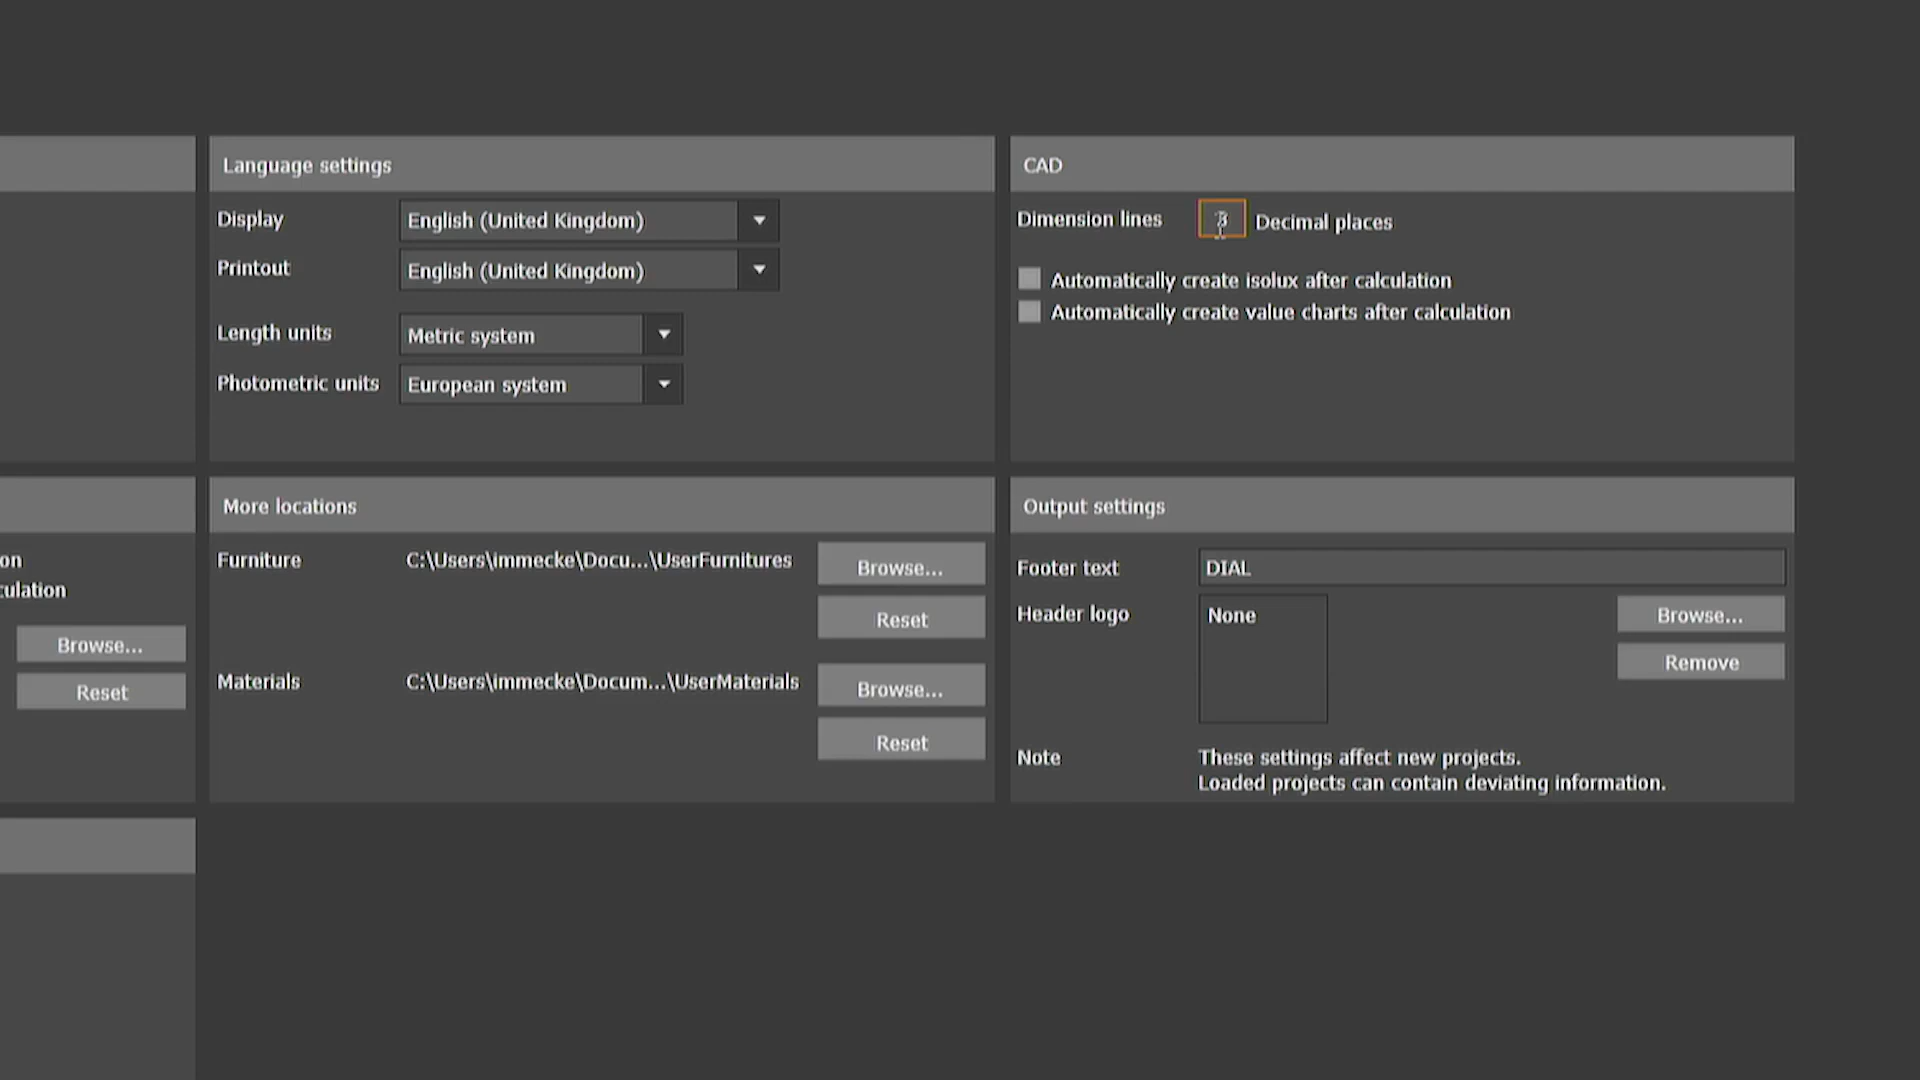 Language settings
Display English (United Kingdom)
Printout English (United Kingdom)
Length units Metric system
Photometric units European system
CAD
Dimension lines 3 Decimal places
Automatically create isolux after calculation
Automatically create value charts after calculation
on
culation
Browse...
Reset
More locations
Furniture C:\Users\immecke\Docu...\UserFurnitures Browse...
Reset
Materials C:\Users\immecke\Docum...\UserMaterials Browse...
Reset
Output settings
Footer text DIAL
Header logo None Browse...
Remove
Note These settings affect new projects.
Loaded projects can contain deviating information.